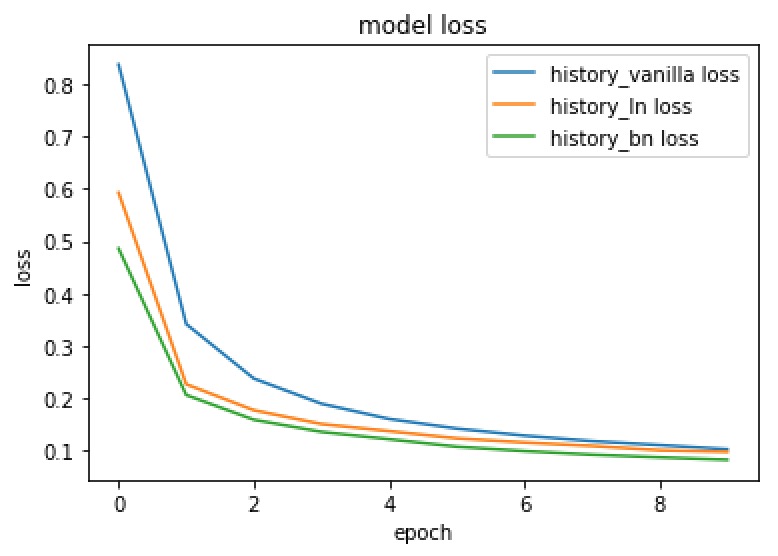 model loss
history_vanilla loss
history_ln loss
history_bn loss
0.8
0.7
0.6
0.5
0.4
0.3
0.2
0.1
loss
0 2 4 6 8
epoch